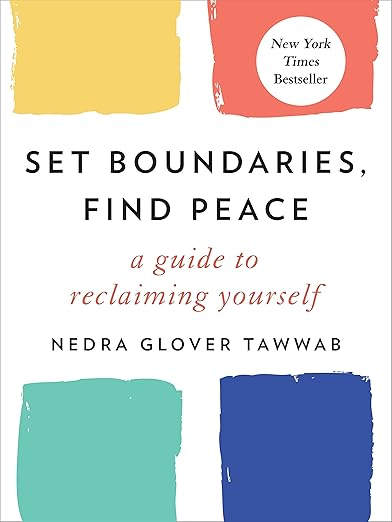 New York
Times
Bestseller
SET BOUNDARIES,
FIND PEACE
a guide to
reclaiming yourself
NEDRA GLOVER TAWWAB